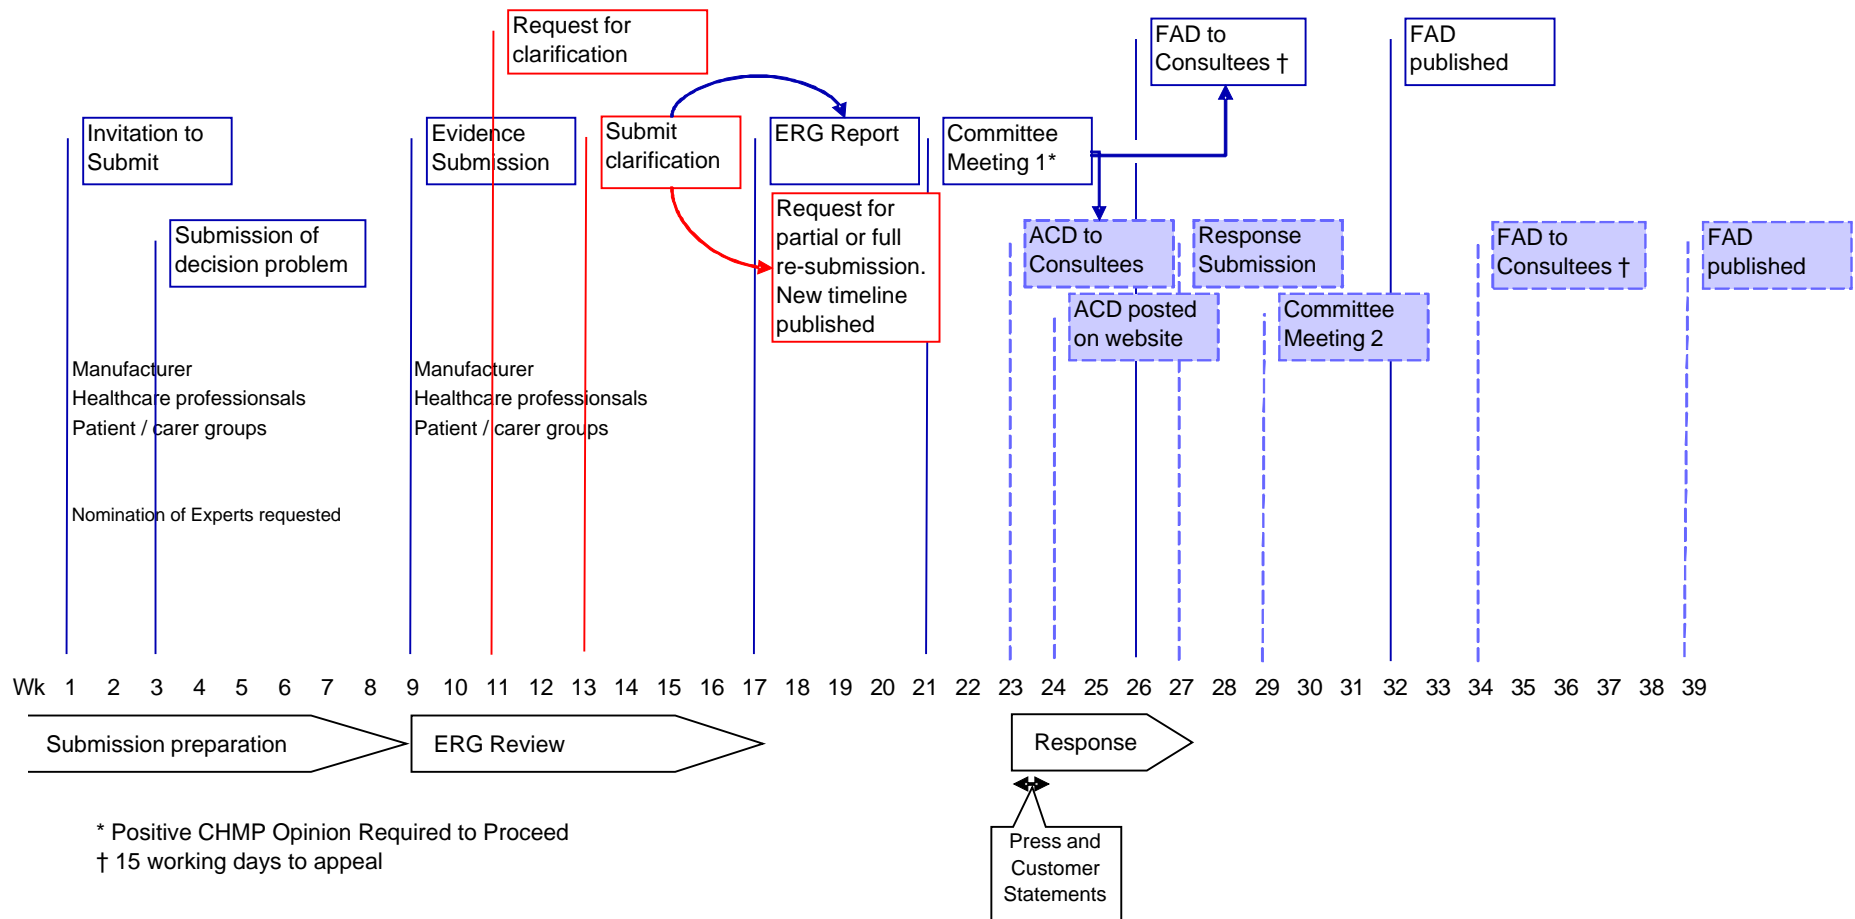 Request for
clarification
FAD to
Consultees †
FAD
published
Invitation to
Submit
Evidence
Submission
Submit
clarification
ERG Report
Committee
Meeting 1*
Submission of
decision problem
Request for
partial or full
re-submission.
New timeline
published
ACD to
Consultees
Response
Submission
FAD to
Consultees †
FAD
published
ACD posted
on website
Committee
Meeting 2
Manufacturer
Healthcare professionsals
Patient / carer groups
Manufacturer
Healthcare professionsals
Patient / carer groups
Nomination of Experts requested
Wk 1 2 3 4 5 6 7 8 9 10 11 12 13 14 15 16 17 18 19 20 21 22 23 24 25 26 27 28 29 30 31 32 33 34 35 36 37 38 39
Submission preparation
ERG Review
Response
* Positive CHMP Opinion Required to Proceed
† 15 working days to appeal
Press and
Customer
Statements